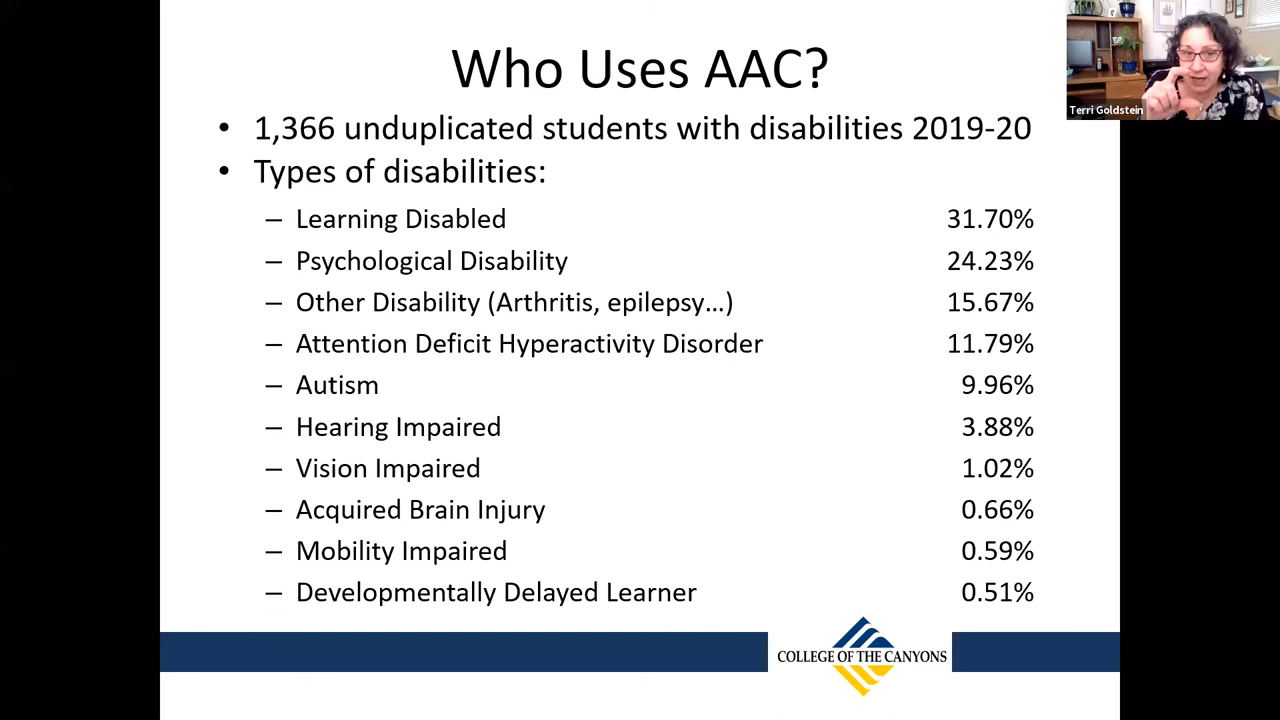 Who Uses AAC?
• 1,366 unduplicated students with disabilities 2019-20
• Types of disabilities:
– Learning Disabled 31.70%
– Psychological Disability 24.23%
– Other Disability (Arthritis, epilepsy...) 15.67%
– Attention Deficit Hyperactivity Disorder 11.79%
– Autism 9.96%
– Hearing Impaired 3.88%
– Vision Impaired 1.02%
– Acquired Brain Injury 0.66%
– Mobility Impaired 0.59%
– Developmentally Delayed Learner 0.51%
COLLEGE OF THE CANYONS
Terri Goldstein